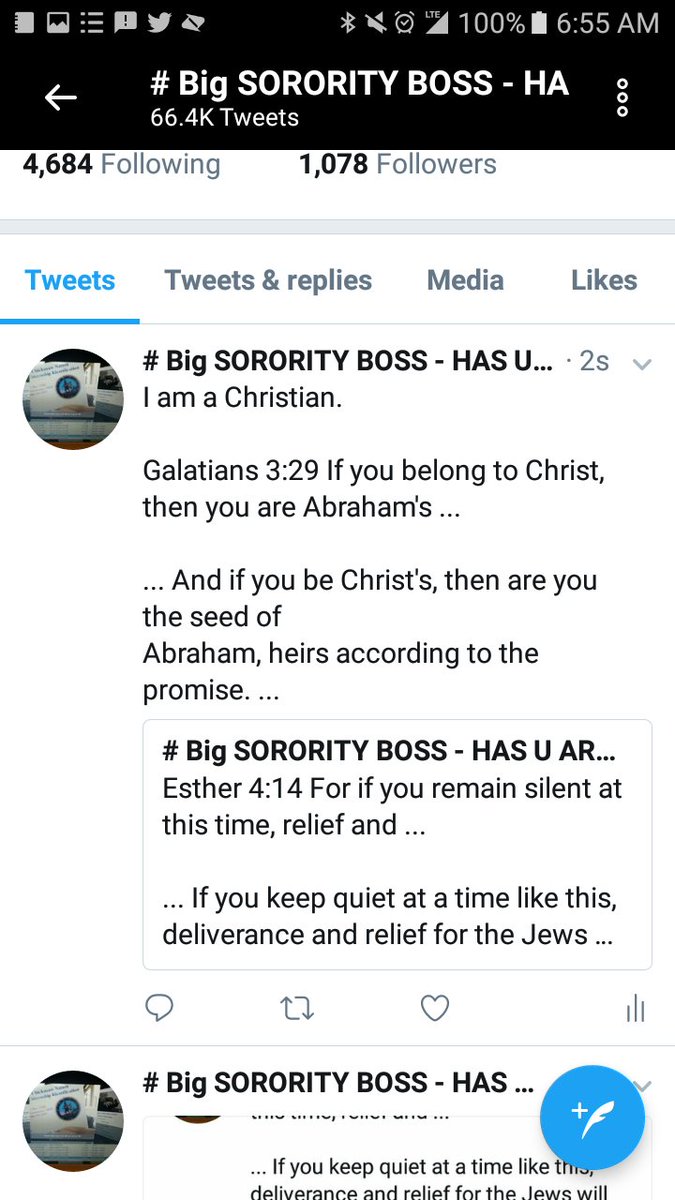 LTE 100% 6:55 AM
# Big SORORITY BOSS - HA
66.4K Tweets
4,684 Following 1,078 Followers
Tweets Tweets & replies Media Likes
# Big SORORITY BOSS - HAS U... · 2s
I am a Christian.
Galatians 3:29 If you belong to Christ,
then you are Abraham's ...
... And if you be Christ's, then are you
the seed of
Abraham, heirs according to the
promise. ...
# Big SORORITY BOSS - HAS U AR...
Esther 4:14 For if you remain silent at
this time, relief and ...
... If you keep quiet at a time like this,
deliverance and relief for the Jews ...
# Big SORORITY BOSS - HAS ...
this time, relief and ...
... If you keep quiet at a time like this,
deliverance and relief for the Jews will